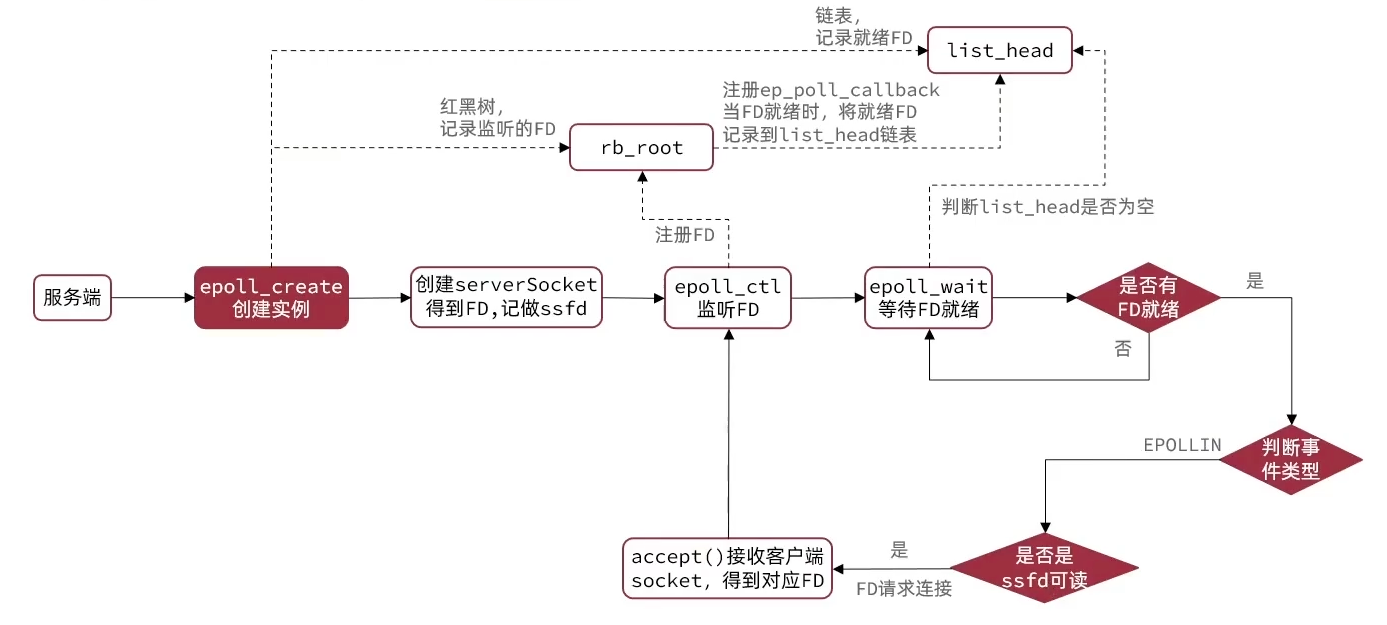 链表，
记录就绪FD
list_head
红黑树，
记录监听的FD
注册ep_poll_callback
当FD就绪时，将就绪FD
记录到list_head链表
rb_root
判断list_head是否为空
注册FD
服务端
epoll_create
创建实例
创建serverSocket
得到FD,记做ssfd
epoll_ctl
监听FD
epoll_wait
等待FD就绪
是否有
FD就绪
是
否
EPOLLIN
判断事
件类型
是否是
ssfd可读
是
FD请求连接
accept()接收客户端
socket，得到对应FD